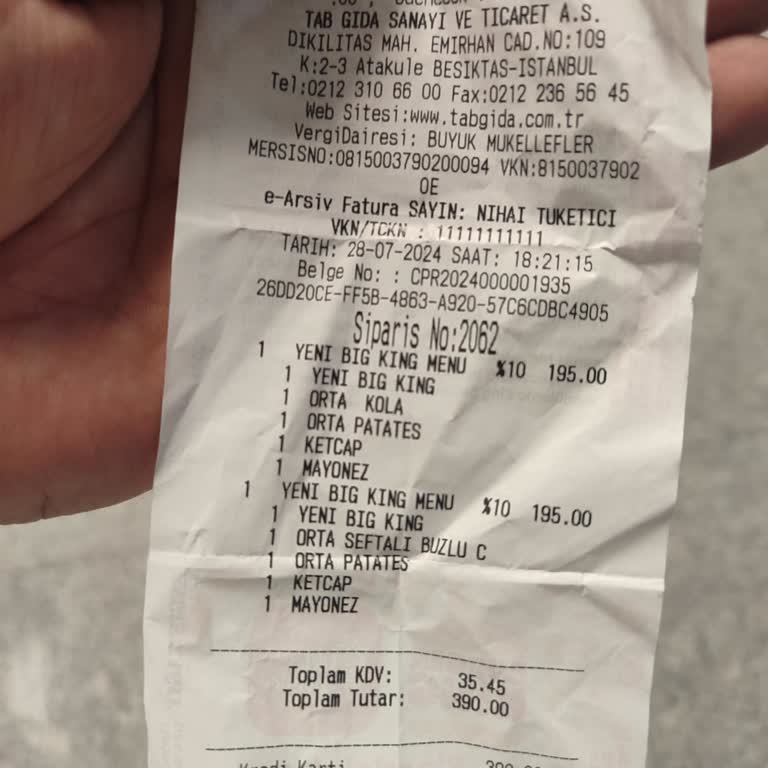 TAB GIDA SANAYI VE TICARET A.S.
DIKILITAS MAH. EMIRHAN CAD.NO:109
K:2-3 Atakule BESIKTAS-ISTANBUL
Tel:0212 310 66 00 Fax:0212 236 56 45
Web Sitesi:www.tabgida.com.tr
VergiDairesi: BUYUK MUKELLEFLER
MERSISNO:0815003790200094 VKN:8150037902
OE
e-Arsiv Fatura SAYIN: NIHAI TUKETICI
VKN/TCKN : 11111111111
TARIH: 28-07-2024 SAAT: 18:21:15
Belge No: : CPR2024000001935
26DD20CE-FF5B-4863-A920-57C6CDBC4905
Siparis No:2062
1 YENI BIG KING MENU %10 195.00
1 YENI BIG KING
1 ORTA KOLA
1 ORTA PATATES
1 KETCAP
1 MAYONEZ
1 YENI BIG KING MENU %10 195.00
1 YENI BIG KING
1 ORTA SEFTALI BUZLU C
1 ORTA PATATES
1 KETCAP
1 MAYONEZ
Toplam KDV: 35.45
Toplam Tutar: 390.00
Kredi Karti 390.00